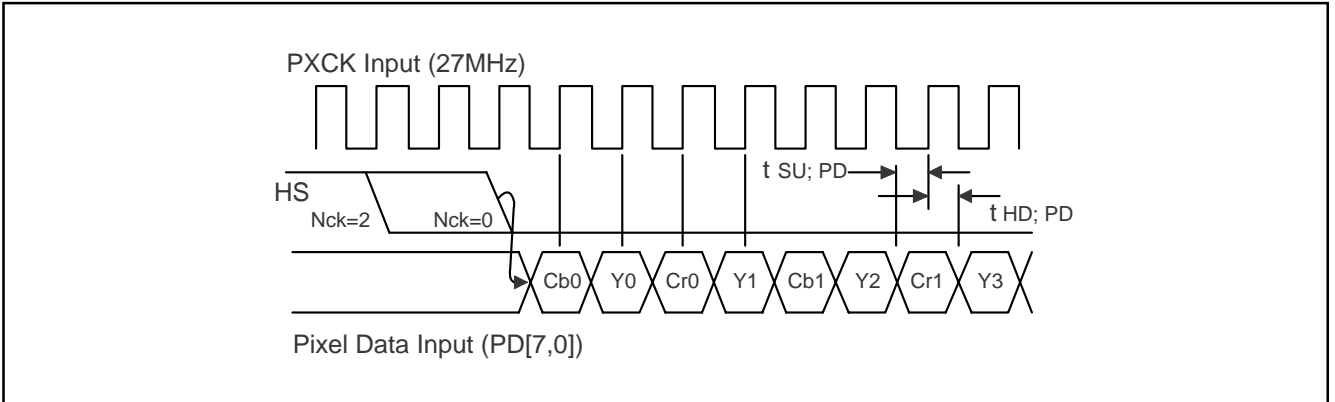 PXCK Input (27MHz)
t SU; PD
HS
t HD; PD
Nck=2 Nck=0
Cb0 Y0 Cr0 Y1 Cb1 Y2 Cr1 Y3
Pixel Data Input (PD[7,0])